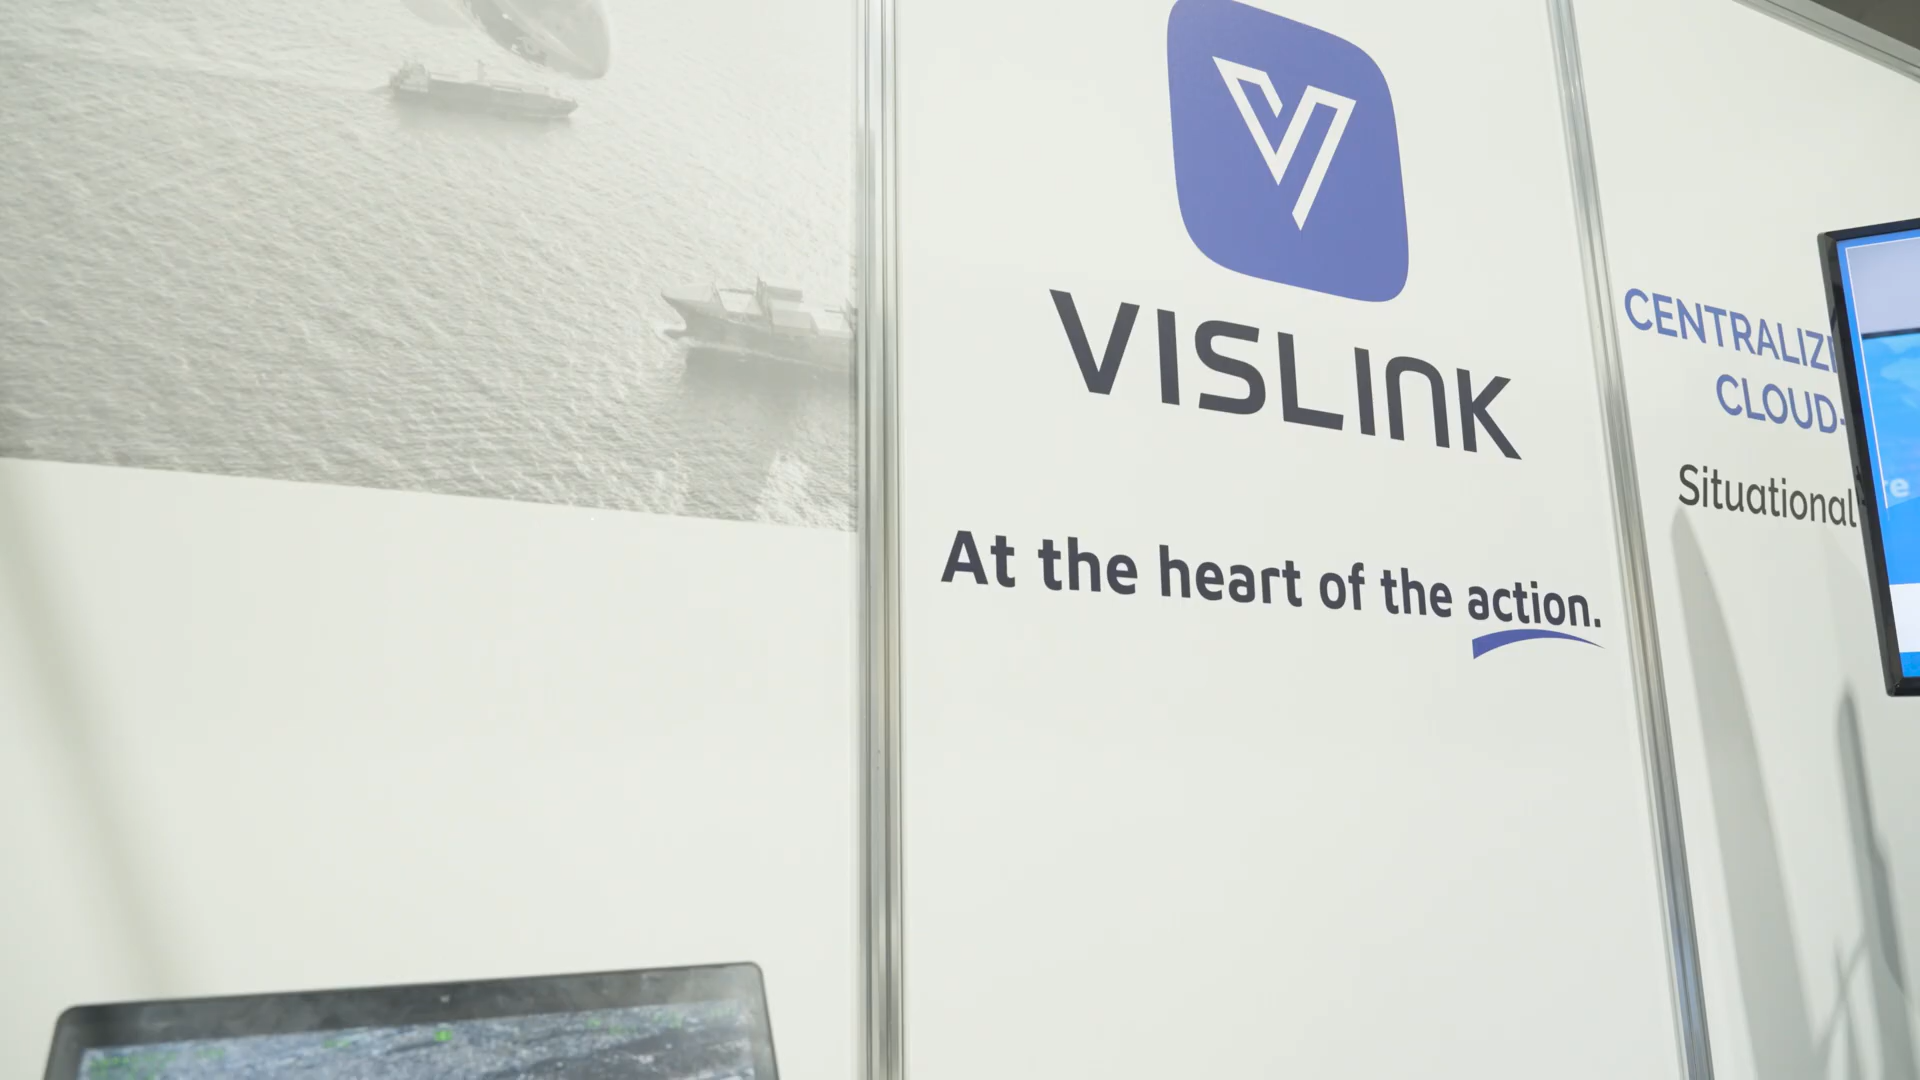 VISLINK
At the heart of the action.
CENTRALIZ
CLOUD-
Situational